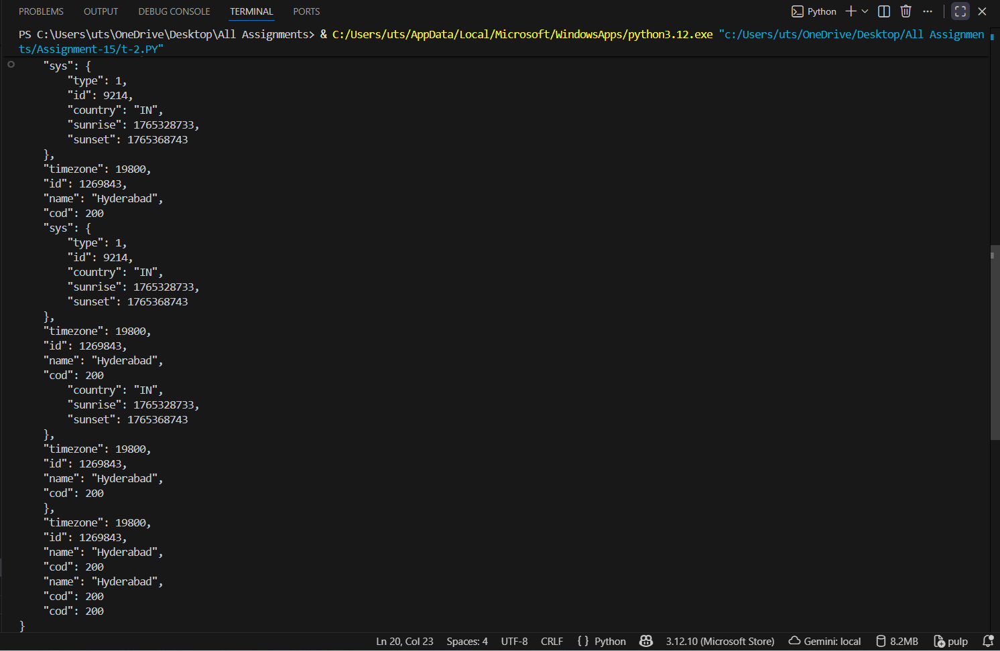 PROBLEMS OUTPUT DEBUG CONSOLE TERMINAL PORTS Python
PS C:\Users\uts\OneDrive\Desktop\All Assignments> & C:/Users/uts/AppData/Local/Microsoft/WindowsApps/python3.12.exe "c:/Users/uts/OneDrive/Desktop/All Assignmen
ts/Assignment-15/t-2.PY"
    "sys": {
        "type": 1,
        "id": 9214,
        "country": "IN",
        "sunrise": 1765328733,
        "sunset": 1765368743
    },
    "timezone": 19800,
    "id": 1269843,
    "name": "Hyderabad",
    "cod": 200
    "sys": {
        "type": 1,
        "id": 9214,
        "country": "IN",
        "sunrise": 1765328733,
        "sunset": 1765368743
    },
    "timezone": 19800,
    "id": 1269843,
    "name": "Hyderabad",
    "cod": 200
        "country": "IN",
        "sunrise": 1765328733,
        "sunset": 1765368743
    },
    "timezone": 19800,
    "id": 1269843,
    "name": "Hyderabad",
    "cod": 200
    },
    "timezone": 19800,
    "id": 1269843,
    "name": "Hyderabad",
    "cod": 200
    "name": "Hyderabad",
    "cod": 200
    "cod": 200
}
Ln 20, Col 23 Spaces: 4 UTF-8 CRLF { } Python 3.12.10 (Microsoft Store) Gemini: local 8.2MB pulp